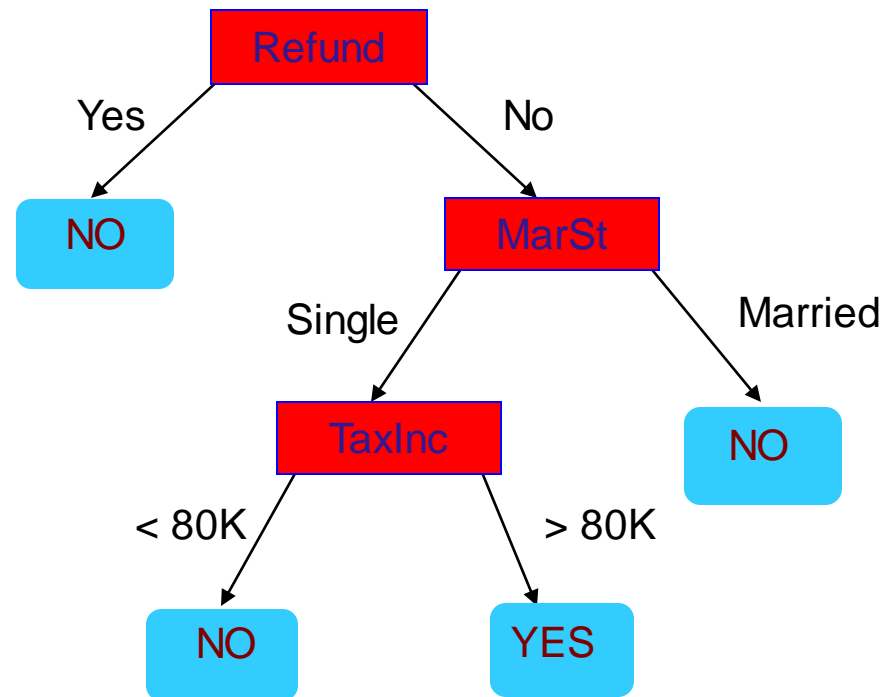 Refund
Yes
No
NO
MarSt
Single
Married
TaxInc
NO
< 80K
> 80K
NO
YES